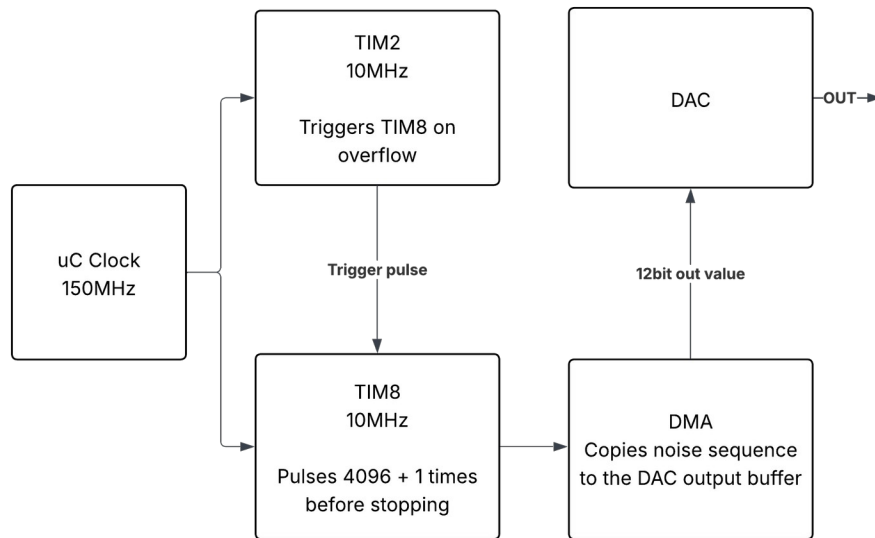 TIM2
10MHz
Triggers TIM8 on
overflow
DAC
OUT
uC Clock
150MHz
Trigger pulse
12bit out value
TIM8
10MHz
Pulses 4096 + 1 times
before stopping
DMA
Copies noise sequence
to the DAC output buffer